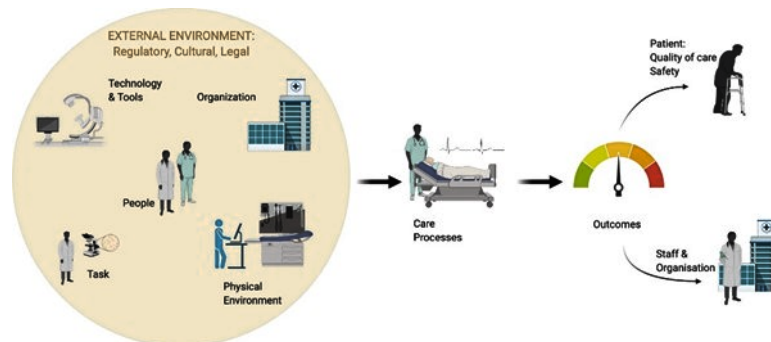 EXTERNAL ENVIRONMENT:
Regulatory, Cultural, Legal
Technology
& Tools
Organization
People
Task
Physical
Environment
Care
Processes
Outcomes
Patient:
Quality of care
Safety
Staff &
Organisation